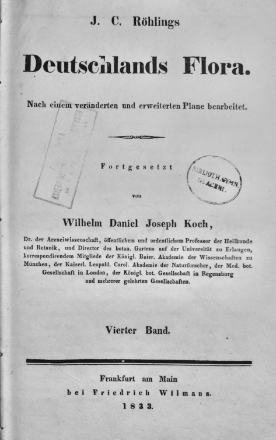 J. C. Röhlings
Deutschlands Flora.
Nach einem veränderten und erweiterten Plane bearbeitet.
Fortgesetzt
von
Wilhelm Daniel Joseph Koch,
Dr. der Arzneiwissenschaft, öffentlichem und ordentlichem Professor der Heilkunde
und Botanik, und Director des botan. Gartens auf der Universität zu Erlangen,
korrespondirendem Mitgliede der Königl. Baier. Akademie der Wissenschaften zu
München, der Kaiserl. Leopold. Carol. Akademie der Naturforscher, der Med. bot.
Gesellschaft in London, der Königl. bot. Gesellschaft in Regensburg
und mehrerer gelehrten Gesellschaften.
Vierter Band.
Frankfurt am Main
bei Friedrich Wilmans.
1833.